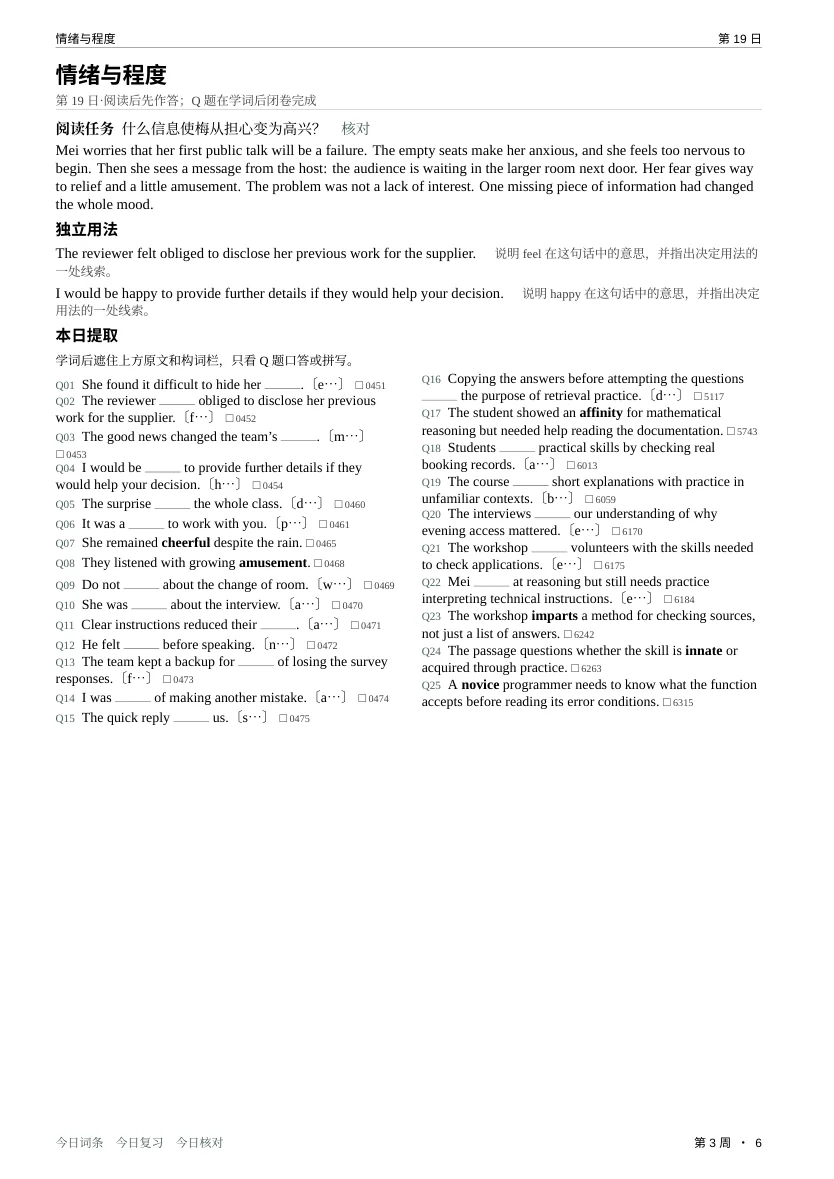 情绪与程度
第 19 日
情绪与程度
第 19 日·阅读后先作答；Q 题在学词后闭卷完成
阅读任务 什么信息使梅从担心变为高兴？ 核对
Mei worries that her first public talk will be a failure. The empty seats make her anxious, and she feels too nervous to
begin. Then she sees a message from the host: the audience is waiting in the larger room next door. Her fear gives way
to relief and a little amusement. The problem was not a lack of interest. One missing piece of information had changed
the whole mood.
独立用法
The reviewer felt obliged to disclose her previous work for the supplier. 说明 feel 在这句话中的意思，并指出决定用法的
一处线索。
I would be happy to provide further details if they would help your decision. 说明 happy 在这句话中的意思，并指出决定
用法的一处线索。
本日提取
学词后遮住上方原文和构词栏，只看 Q 题口答或拼写。
Q01 She found it difficult to hide her _____.〔e…〕 □ 0451
Q02 The reviewer _____ obliged to disclose her previous
work for the supplier.〔f…〕 □ 0452
Q03 The good news changed the team’s _____.〔m…〕
□ 0453
Q04 I would be _____ to provide further details if they
would help your decision.〔h…〕 □ 0454
Q05 The surprise _____ the whole class.〔d…〕 □ 0460
Q06 It was a _____ to work with you.〔p…〕 □ 0461
Q07 She remained cheerful despite the rain. □ 0465
Q08 They listened with growing amusement. □ 0468
Q09 Do not _____ about the change of room.〔w…〕 □ 0469
Q10 She was _____ about the interview.〔a…〕 □ 0470
Q11 Clear instructions reduced their _____.〔a…〕 □ 0471
Q12 He felt _____ before speaking.〔n…〕 □ 0472
Q13 The team kept a backup for _____ of losing the survey
responses.〔f…〕 □ 0473
Q14 I was _____ of making another mistake.〔a…〕 □ 0474
Q15 The quick reply _____ us.〔s…〕 □ 0475
Q16 Copying the answers before attempting the questions
_____ the purpose of retrieval practice.〔d…〕 □ 5117
Q17 The student showed an affinity for mathematical
reasoning but needed help reading the documentation. □ 5743
Q18 Students _____ practical skills by checking real
booking records.〔a…〕 □ 6013
Q19 The course _____ short explanations with practice in
unfamiliar contexts.〔b…〕 □ 6059
Q20 The interviews _____ our understanding of why
evening access mattered.〔e…〕 □ 6170
Q21 The workshop _____ volunteers with the skills needed
to check applications.〔e…〕 □ 6175
Q22 Mei _____ at reasoning but still needs practice
interpreting technical instructions.〔e…〕 □ 6184
Q23 The workshop imparts a method for checking sources,
not just a list of answers. □ 6242
Q24 The passage questions whether the skill is innate or
acquired through practice. □ 6263
Q25 A novice programmer needs to know what the function
accepts before reading its error conditions. □ 6315
今日词条 今日复习 今日核对
第 3 周 · 6